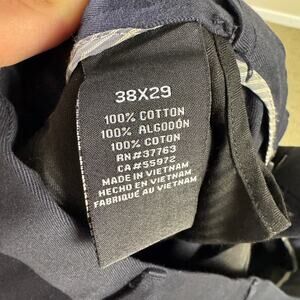 38X29
100% COTTON
100% ALGODÓN
100% COTON
RN#37763
CA#55972
MADE IN VIETNAM
HECHO EN VIETNAM
FABRIQUÉ AU VIETNAM